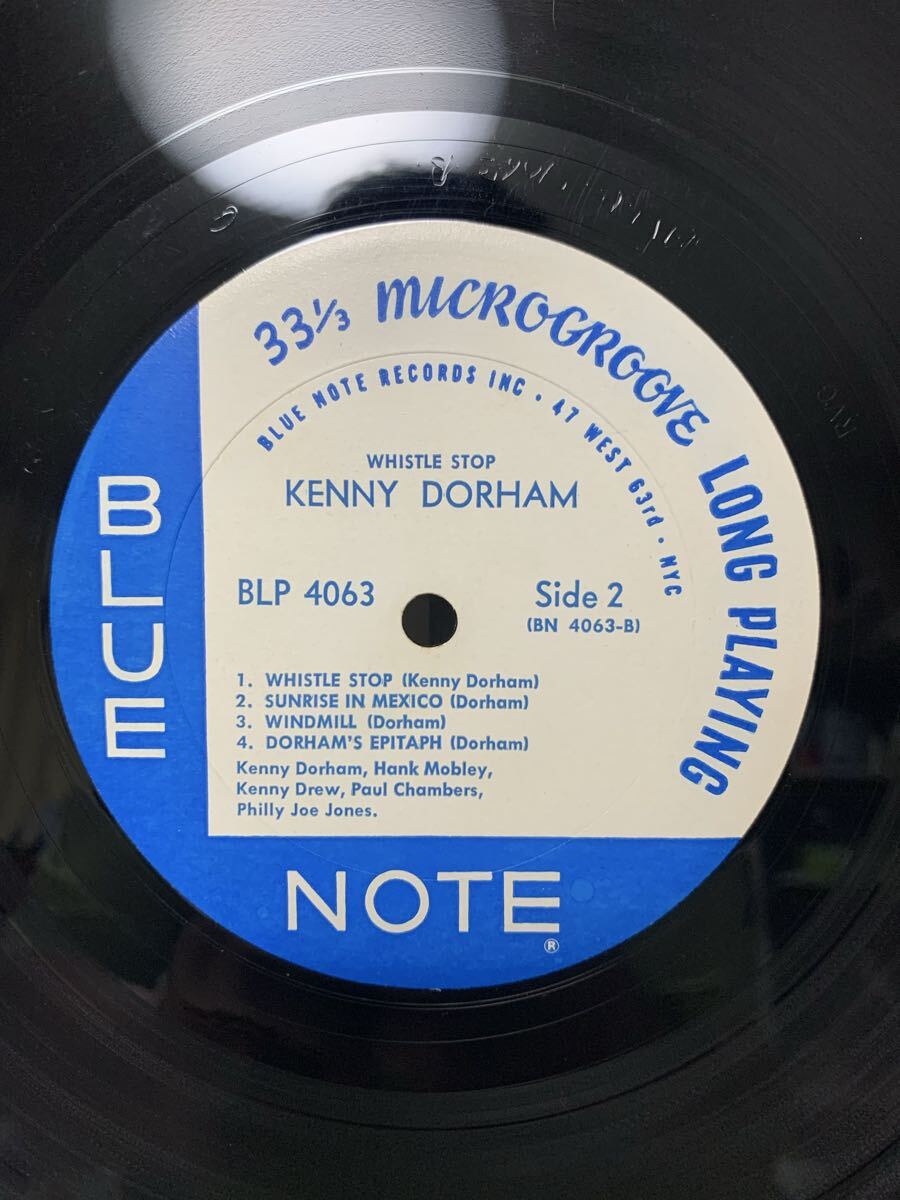 33⅓ MICROGROOVE LONG PLAYING
BLUE NOTE RECORDS INC • 47 WEST 63rd • NYC
WHISTLE STOP
KENNY DORHAM
BLP 4063
Side 2
(BN 4063-B)
1. WHISTLE STOP (Kenny Dorham)
2. SUNRISE IN MEXICO (Dorham)
3. WINDMILL (Dorham)
4. DORHAM'S EPITAPH (Dorham)
Kenny Dorham, Hank Mobley,
Kenny Drew, Paul Chambers,
Philly Joe Jones.
BLUE
NOTE
®